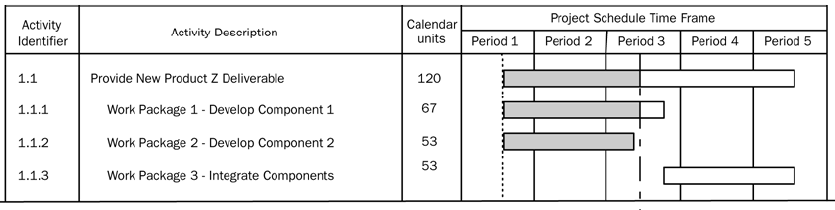 Activity Identifier Activity Description Calendar units Project Schedule Time Frame
Period 1 Period 2 Period 3 Period 4 Period 5
1.1 Provide New Product Z Deliverable 120
1.1.1 Work Package 1 - Develop Component 1 67
1.1.2 Work Package 2 - Develop Component 2 53
1.1.3 Work Package 3 - Integrate Components 53